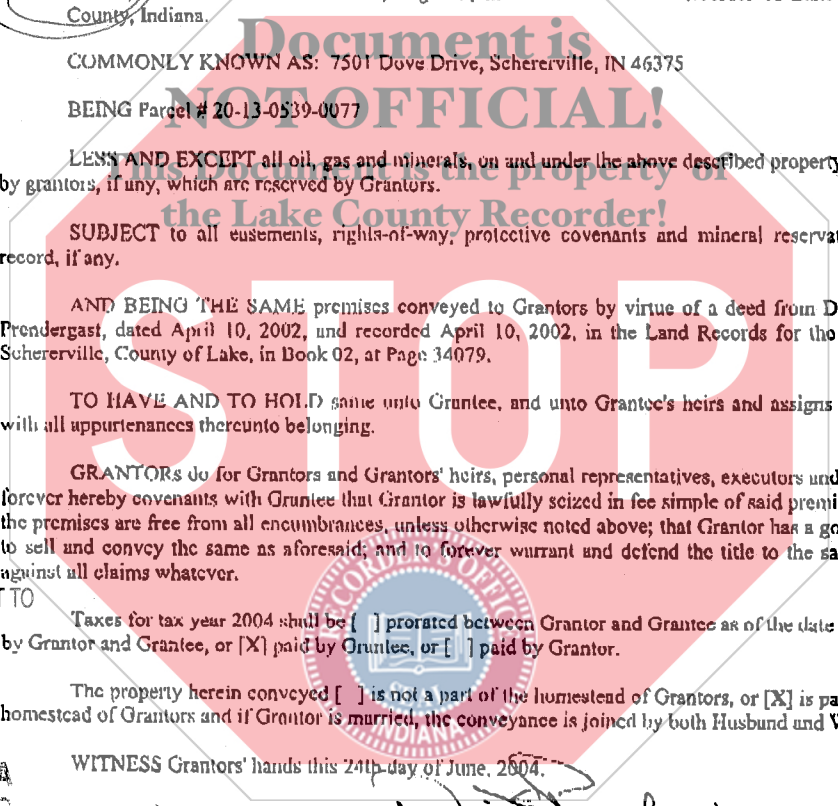 County, Indiana.
Document is
COMMONLY KNOWN AS: 7501 Dove Drive, Schererville, IN 46375
NOT OFFICIAL!
BEING Parcel # 20-13-0539-0077
This Document is the property of
LESS AND EXCEPT all oil, gas and minerals, on and under the above described property
by grantors, if any, which are reserved by Grantors.
the Lake County Recorder!
SUBJECT to all easements, rights-of-way, protective covenants and mineral reservat
record, if any.
STOP
AND BEING THE SAME premises conveyed to Grantors by virtue of a deed from D
Prendergast, dated April 10, 2002, and recorded April 10, 2002, in the Land Records for the
Schererville, County of Lake, in Book 02, at Page 34079.
TO HAVE AND TO HOLD same unto Grantee, and unto Grantee's heirs and assigns
with all appurtenances thereunto belonging.
GRANTORs do for Grantors and Grantors' heirs, personal representatives, executors and
forever hereby covenants with Grantee that Grantor is lawfully seized in fee simple of said premi
the premises are free from all encumbrances, unless otherwise noted above; that Grantor has a go
to sell and convey the same as aforesaid; and to forever warrant and defend the title to the sa
against all claims whatever.
TO
Taxes for tax year 2004 shall be [ ] prorated between Grantor and Grantee as of the date
by Grantor and Grantee, or [X] paid by Grantee, or [ ] paid by Grantor.
The property herein conveyed [ ] is not a part of the homestead of Grantors, or [X] is pa
homestead of Grantors and if Grantor is married, the conveyance is joined by both Husband and W
WITNESS Grantors' hands this 24th day of June, 2004.
RECORDER'S OFFICE
SEAL
INDIANA